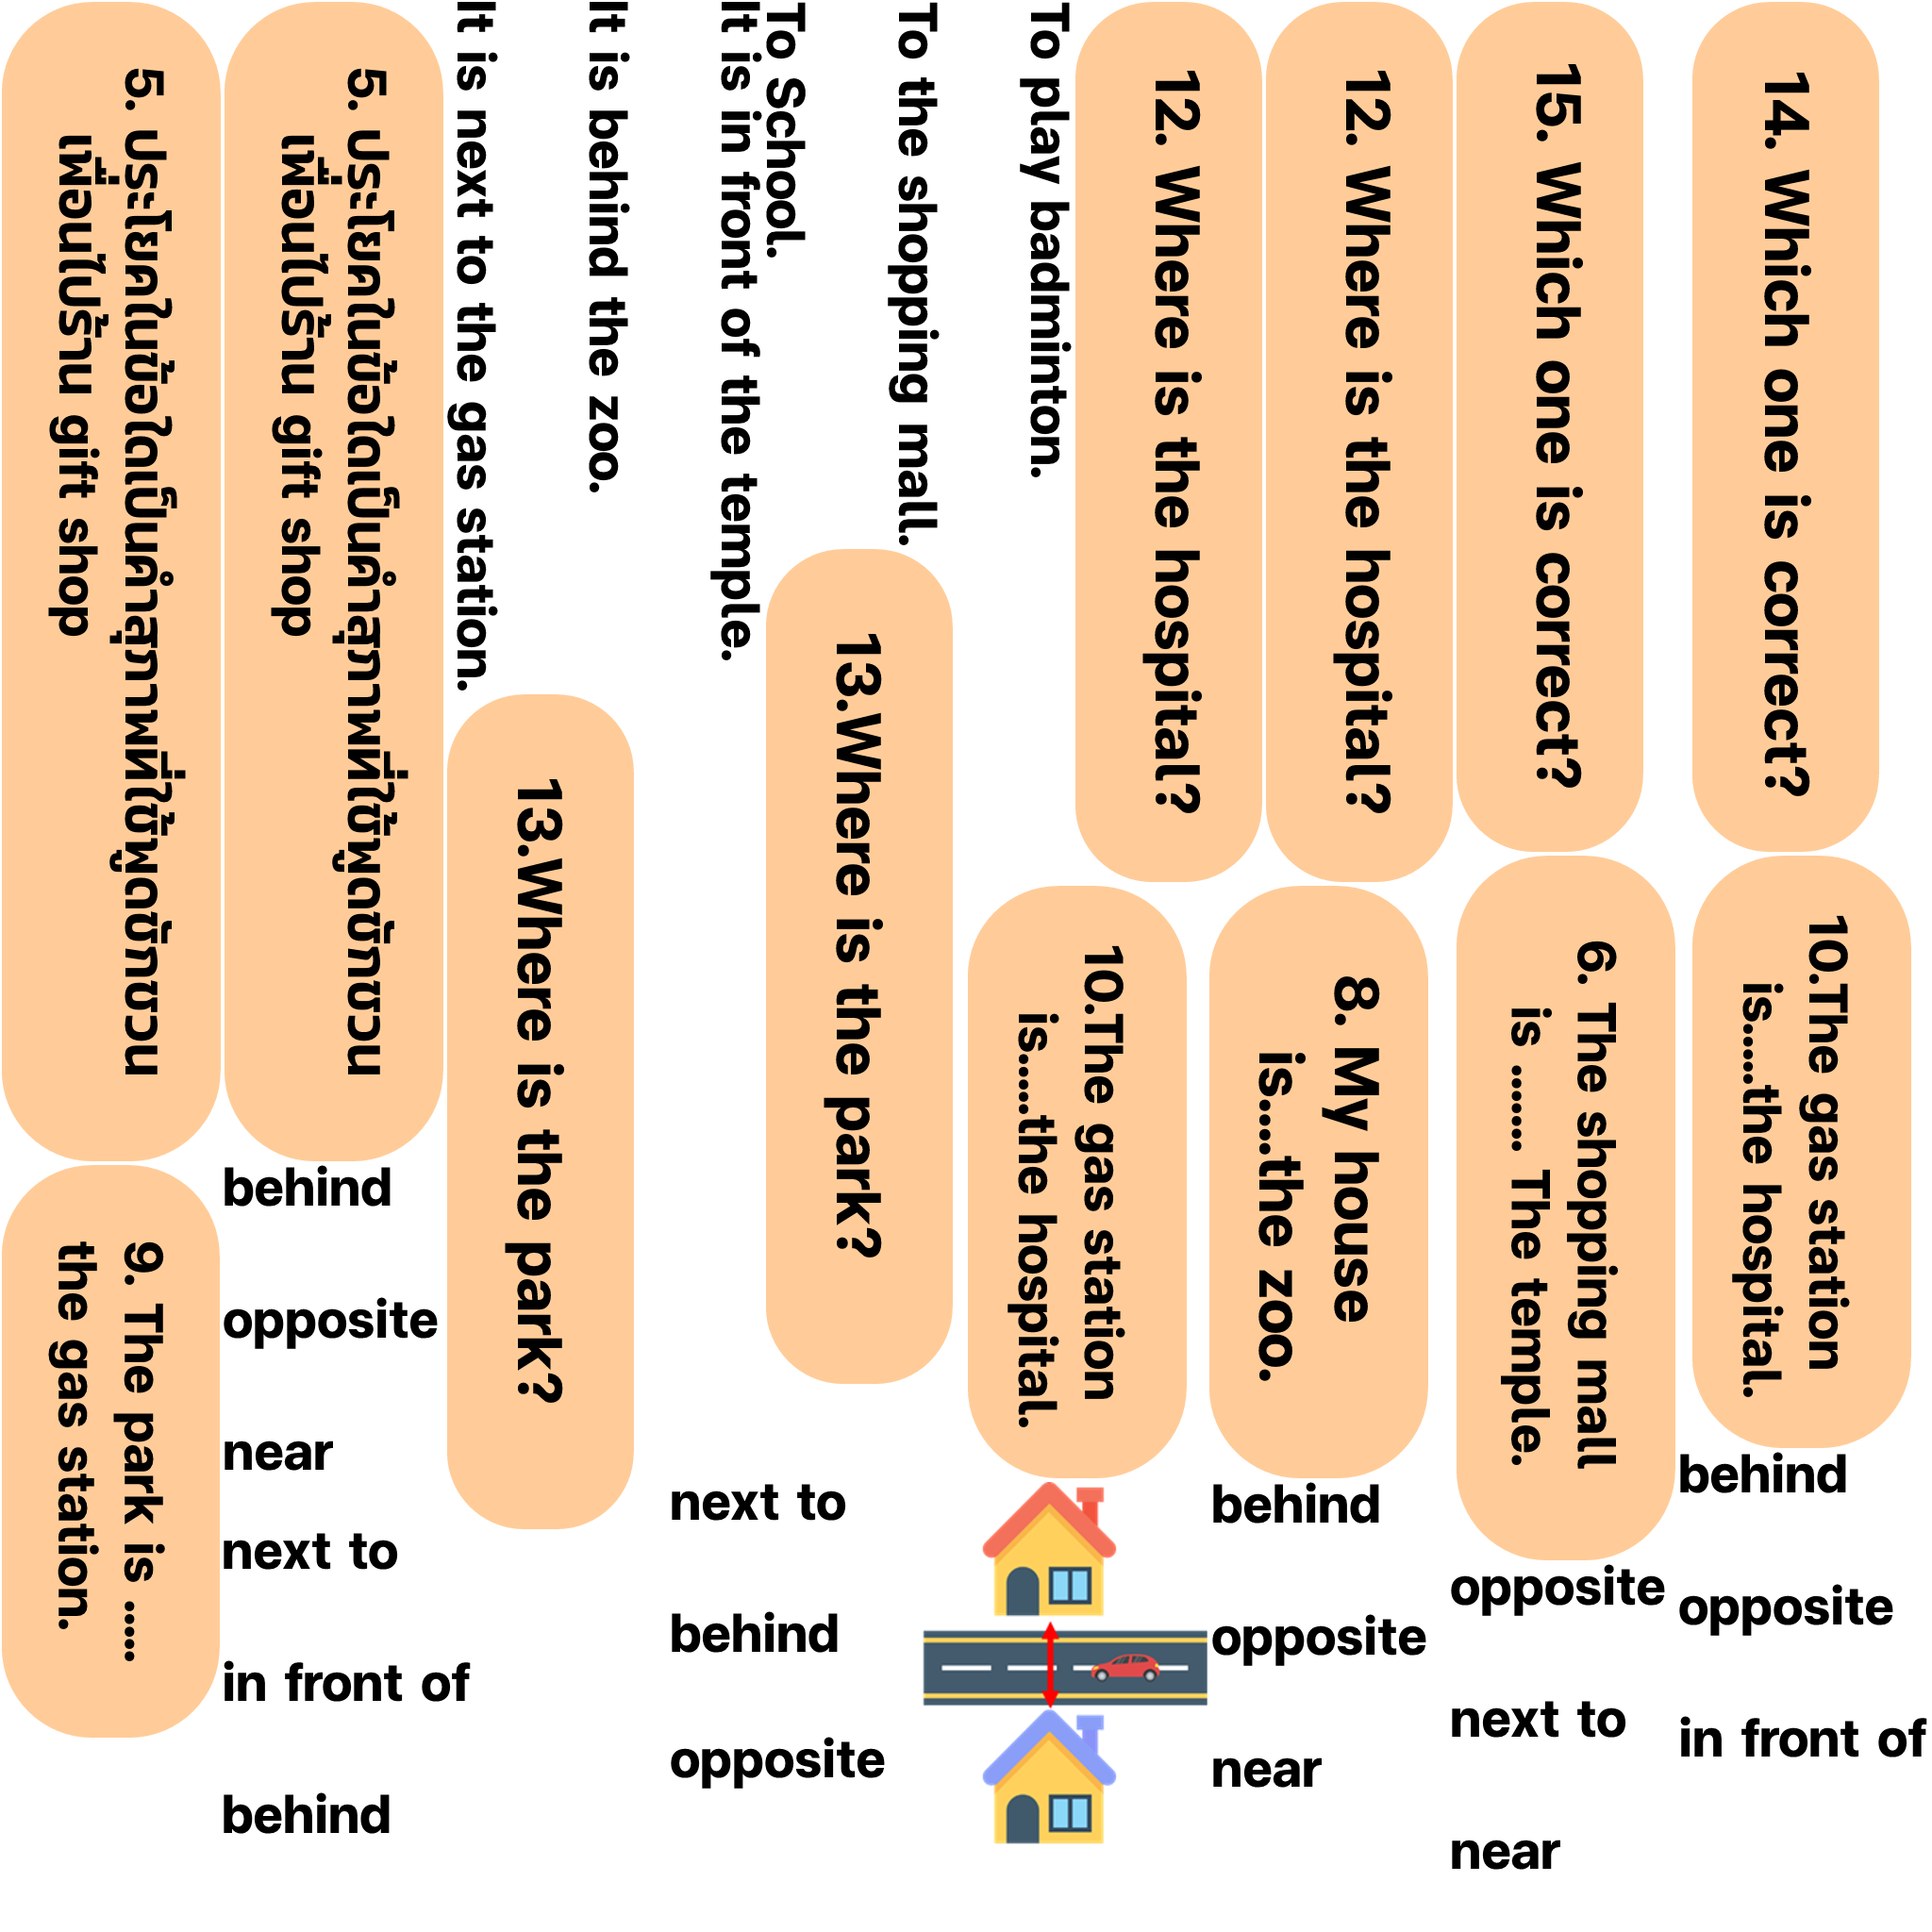 5. ประโยคในข้อใดเป็นคำสุภาพที่ใช้พูดชักชวน
เพื่อนไปร้าน gift shop
5. ประโยคในข้อใดเป็นคำสุภาพที่ใช้พูดชักชวน
เพื่อนไปร้าน gift shop
It is next to the gas station.
It is behind the zoo.
It is in front of the temple.
To School.
To the shopping mall.
To play badminton.
12. Where is the hospital?
12. Where is the hospital?
15. Which one is correct?
14. Which one is correct?
13.Where is the park?
13.Where is the park?
10.The gas station
is......the hospital.
8. My house
is.....the zoo.
6. The shopping mall
is ....... The temple.
10.The gas station
is......the hospital.
9. The park is .....
the gas station.
behind
opposite
near
next to
in front of
behind
next to
behind
opposite
behind
opposite
near
opposite
next to
near
behind
opposite
in front of